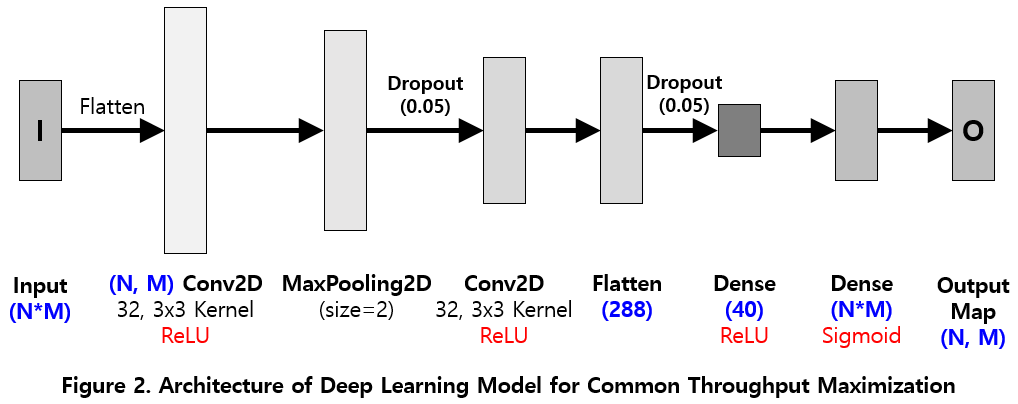 Flatten
Dropout
(0.05)
Dropout
(0.05)
I
O
Input
(N*M)
(N, M) Conv2D
32, 3x3 Kernel
ReLU
MaxPooling2D
(size=2)
Conv2D
32, 3x3 Kernel
ReLU
Flatten
(288)
Dense
(40)
ReLU
Dense
(N*M)
Sigmoid
Output
Map
(N, M)
Figure 2. Architecture of Deep Learning Model for Common Throughput Maximization